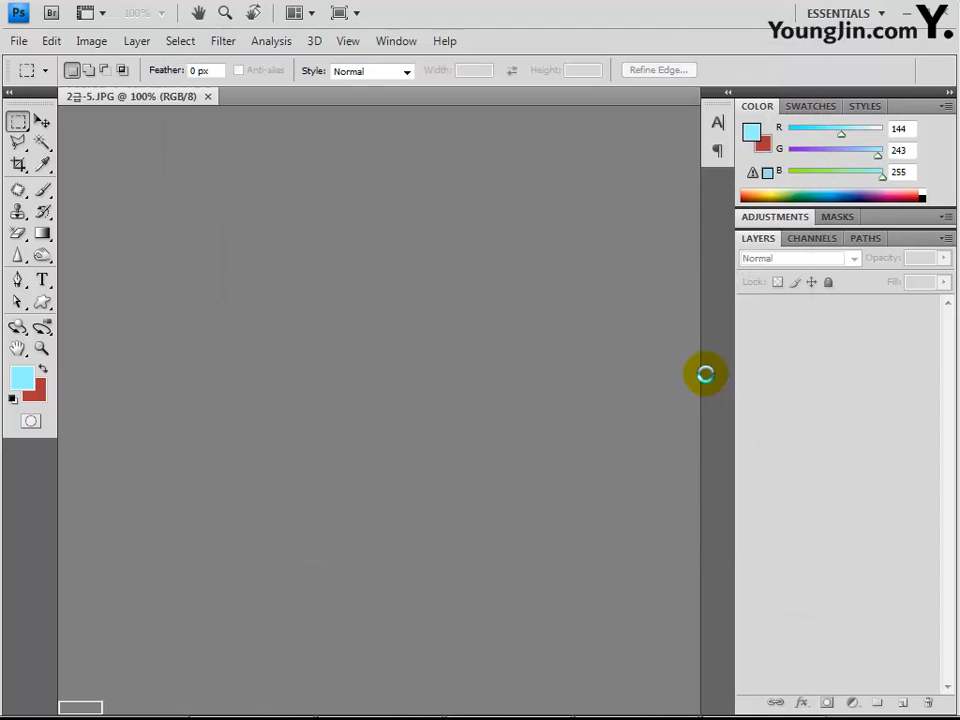 Ps Br 100% ESSENTIALS
YoungJin.com Y.
File Edit Image Layer Select Filter Analysis 3D View Window Help
Feather: 0 px Anti-alias Style: Normal Width: Height: Refine Edge...
2급-5.JPG @ 100% (RGB/8) ×
COLOR SWATCHES STYLES
R 144
G 243
B 255
ADJUSTMENTS MASKS
LAYERS CHANNELS PATHS
Normal Opacity:
Lock: Fill: